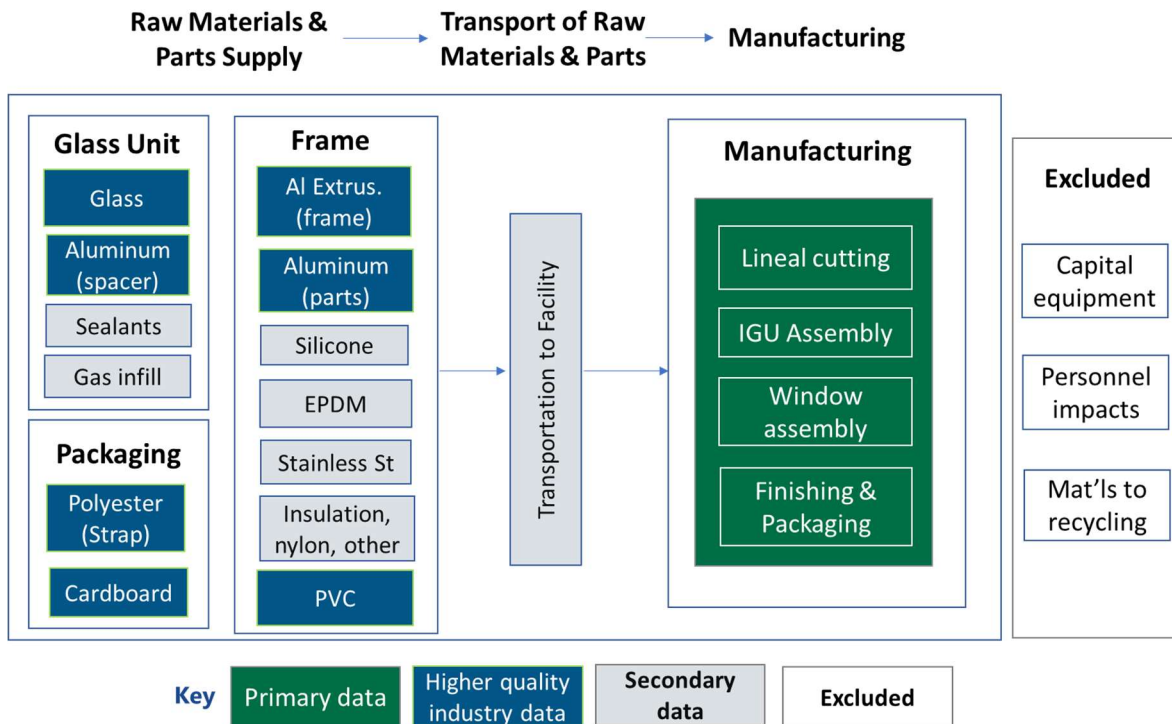 Raw Materials &
Parts Supply
Transport of Raw
Materials & Parts
Manufacturing
Glass Unit
Glass
Aluminum
(spacer)
Sealants
Gas infill
Packaging
Polyester
(Strap)
Cardboard
Frame
Al Extrus.
(frame)
Aluminum
(parts)
Silicone
EPDM
Stainless St
Insulation,
nylon, other
PVC
Transportation to Facility
Manufacturing
Lineal cutting
IGU Assembly
Window
assembly
Finishing &
Packaging
Excluded
Capital
equipment
Personnel
impacts
Mat'ls to
recycling
Key
Primary data
Higher quality
industry data
Secondary
data
Excluded